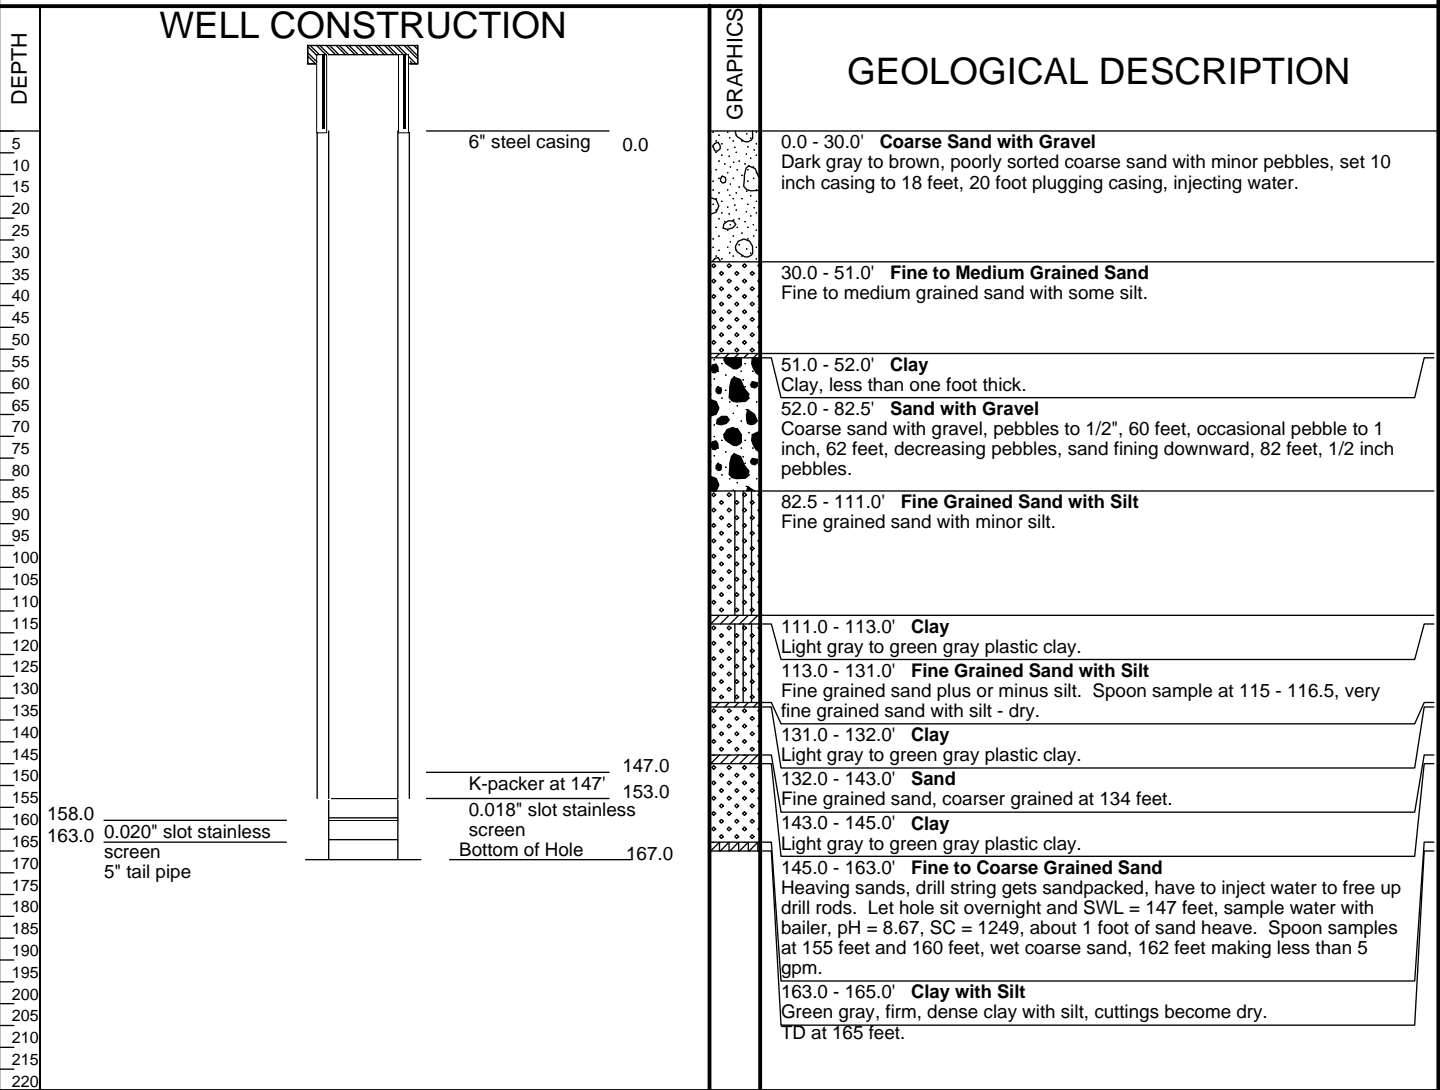 WELL CONSTRUCTION
DEPTH
GRAPHICS
GEOLOGICAL DESCRIPTION
5
10
15
20
25
30
35
40
45
50
55
60
65
70
75
80
85
90
95
100
105
110
115
120
125
130
135
140
145
150
155
160
165
170
175
180
185
190
195
200
205
210
215
220
6" steel casing 0.0
147.0
K-packer at 147'
153.0
0.018" slot stainless
screen
Bottom of Hole 167.0
158.0
163.0 0.020" slot stainless
screen
5" tail pipe
0.0 - 30.0' Coarse Sand with Gravel
Dark gray to brown, poorly sorted coarse sand with minor pebbles, set 10
inch casing to 18 feet, 20 foot plugging casing, injecting water.
30.0 - 51.0' Fine to Medium Grained Sand
Fine to medium grained sand with some silt.
51.0 - 52.0' Clay
Clay, less than one foot thick.
52.0 - 82.5' Sand with Gravel
Coarse sand with gravel, pebbles to 1/2", 60 feet, occasional pebble to 1
inch, 62 feet, decreasing pebbles, sand fining downward, 82 feet, 1/2 inch
pebbles.
82.5 - 111.0' Fine Grained Sand with Silt
Fine grained sand with minor silt.
111.0 - 113.0' Clay
Light gray to green gray plastic clay.
113.0 - 131.0' Fine Grained Sand with Silt
Fine grained sand plus or minus silt. Spoon sample at 115 - 116.5, very
fine grained sand with silt - dry.
131.0 - 132.0' Clay
Light gray to green gray plastic clay.
132.0 - 143.0' Sand
Fine grained sand, coarser grained at 134 feet.
143.0 - 145.0' Clay
Light gray to green gray plastic clay.
145.0 - 163.0' Fine to Coarse Grained Sand
Heaving sands, drill string gets sandpacked, have to inject water to free up
drill rods. Let hole sit overnight and SWL = 147 feet, sample water with
bailer, pH = 8.67, SC = 1249, about 1 foot of sand heave. Spoon samples
at 155 feet and 160 feet, wet coarse sand, 162 feet making less than 5
gpm.
163.0 - 165.0' Clay with Silt
Green gray, firm, dense clay with silt, cuttings become dry.
TD at 165 feet.